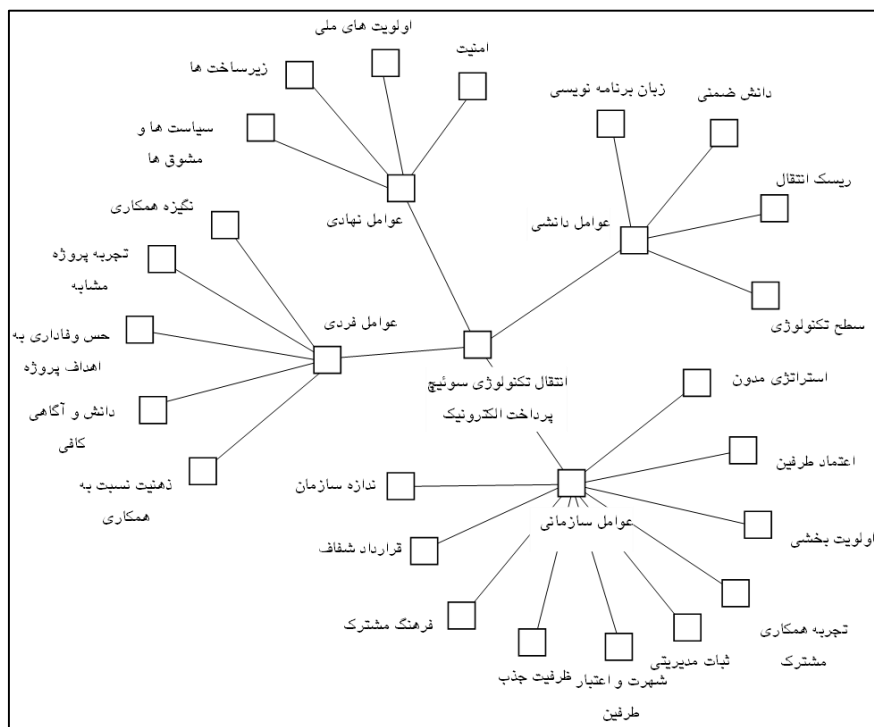 اولویت های ملی
امنیت
زیرساخت ها
سیاست ها و
مشوق ها
عوامل نهادی
زبان برنامه نویسی
دانش ضمنی
ریسک انتقال
عوامل دانشی
سطح تکنولوژی
نگیزه همکاری
تجربه پروژه
مشابه
عوامل فردی
حس وفاداری به
اهداف پروژه
دانش و آگاهی
کافی
ذهنیت نسبت به
همکاری
انتقال تکنولوژی سوئیچ
پرداخت الکترونیک
استراتژی مدون
اعتماد طرفین
اولویت بخشی
تجربه همکاری
مشترک
عوامل سازمانی
ندازه سازمان
قرارداد شفاف
فرهنگ مشترک
ظرفیت جذب
شهرت و اعتبار
طرفین
ثبات مدیریتی